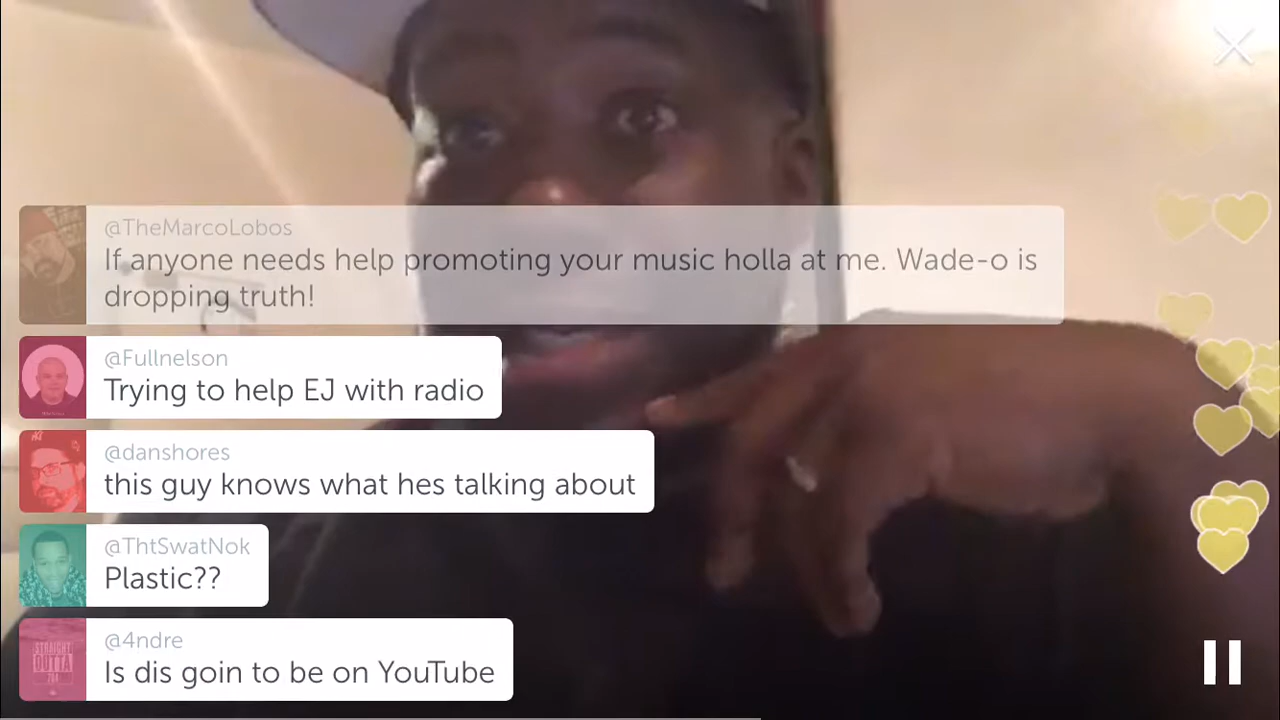 @TheMarcoLobos
If anyone needs help promoting your music holla at me. Wade-o is
dropping truth!
@Fullnelson
Trying to help EJ with radio
@danshores
this guy knows what hes talking about
@ThtSwatNok
Plastic??
@4ndre
Is dis goin to be on YouTube
STRAIGHT
OUTTA